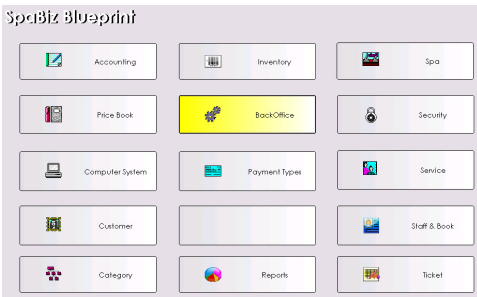 SpaBiz Blueprint
Accounting
Inventory
Spa
Price Book
BackOffice
Security
Computer System
Payment Types
Service
Customer
Staff & Book
Category
Reports
Ticket